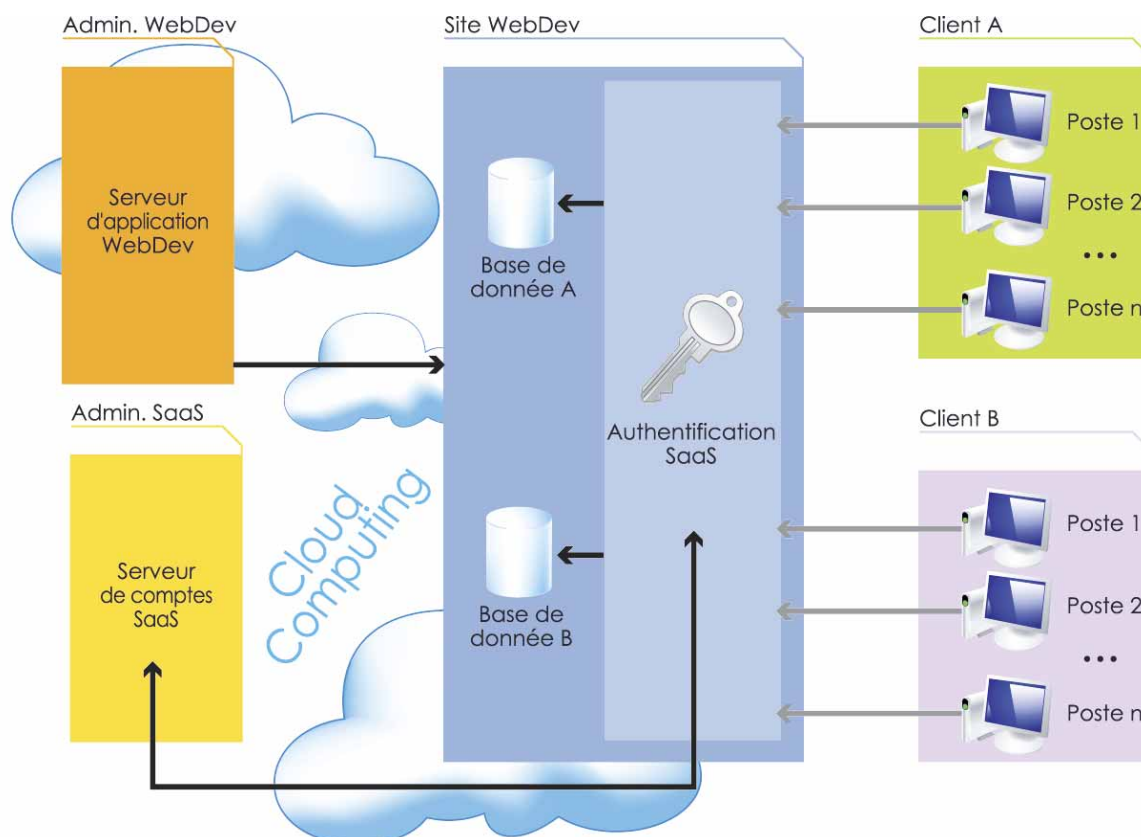 Admin. WebDev
Serveur
d'application
WebDev
Admin. SaaS
Serveur
de comptes
SaaS
Cloud
Computing
Site WebDev
Base de
donnée A
Base de
donnée B
Authentification
SaaS
Client A
Poste 1
Poste 2
...
Poste n
Client B
Poste 1
Poste 2
...
Poste n